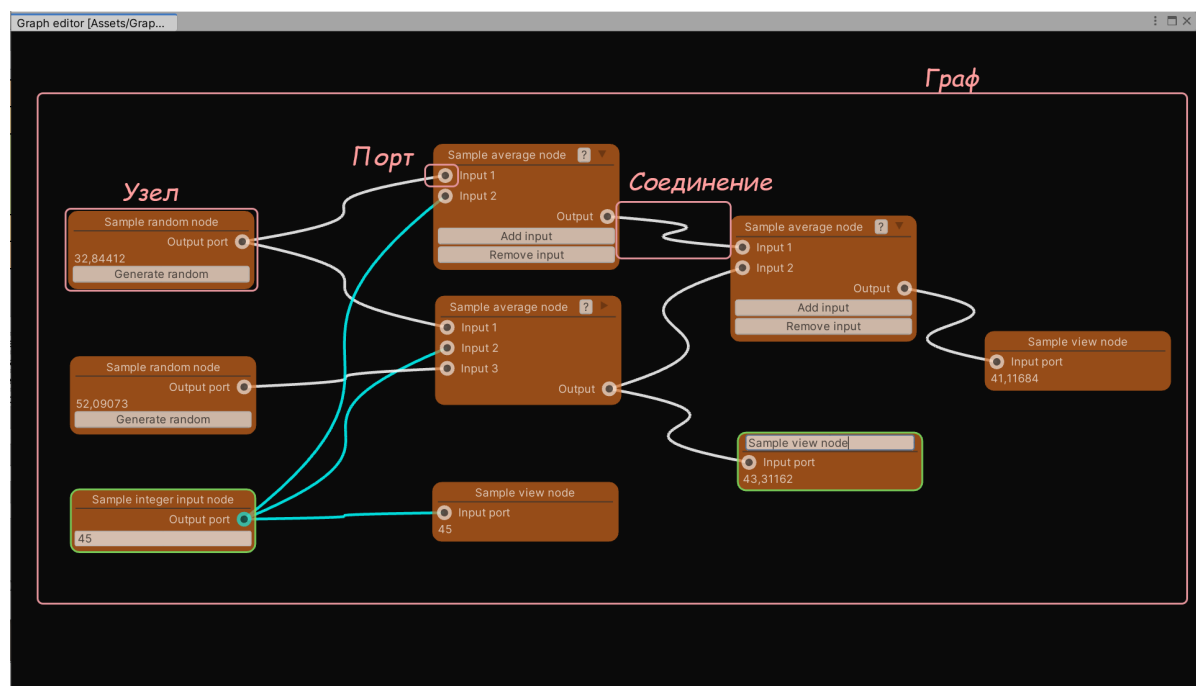 Graph editor [Assets/Grap...
Граф
Порт
Узел
Соединение
Sample random node
Output port
32,84412
Generate random
Sample average node ?
Input 1
Input 2
Output
Add input
Remove input
Sample average node ?
Input 1
Input 2
Output
Add input
Remove input
Sample average node ?
Input 1
Input 2
Input 3
Output
Sample view node
Input port
41,11684
Sample random node
Output port
52,09073
Generate random
Sample view node
Input port
43,31162
Sample integer input node
Output port
45
Sample view node
Input port
45